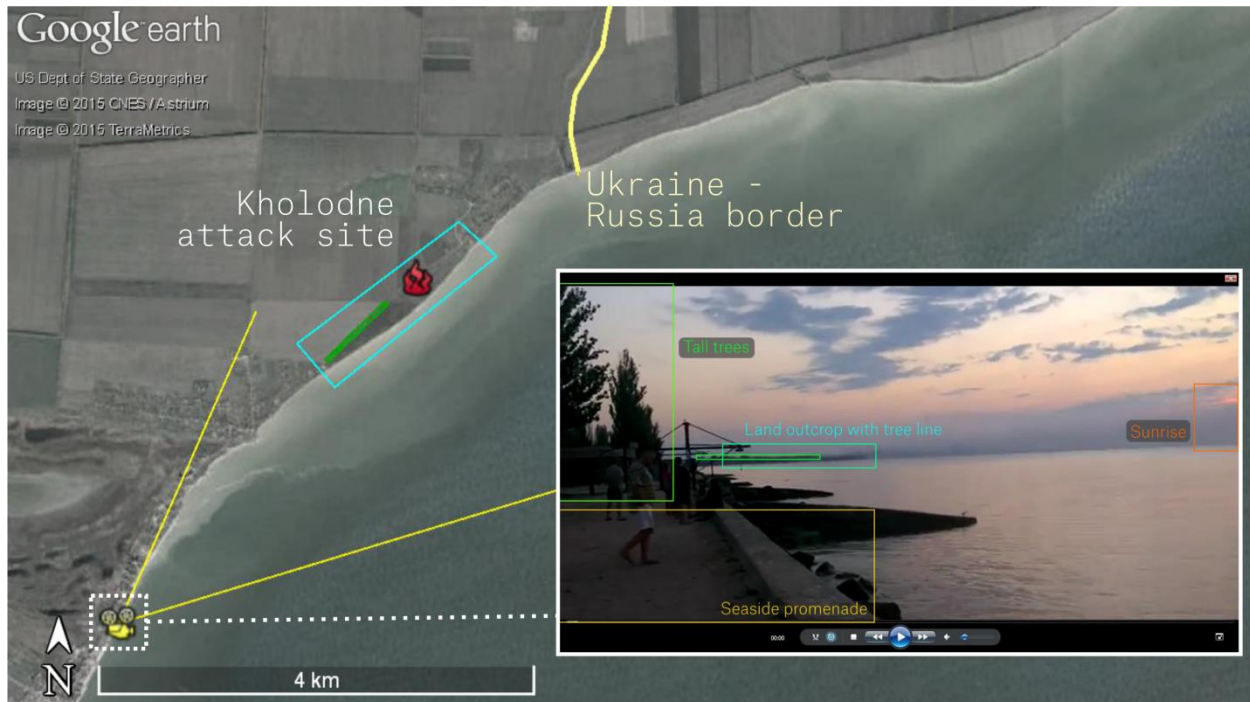 Google earth
US Dept of State Geographer
Image © 2015 CNES / Astrium
Image © 2015 TerraMetrics
Kholodne
attack site
Ukraine -
Russia border
Tall trees
Land outcrop with tree line
Sunrise
Seaside promenade
00:00
N
4 km